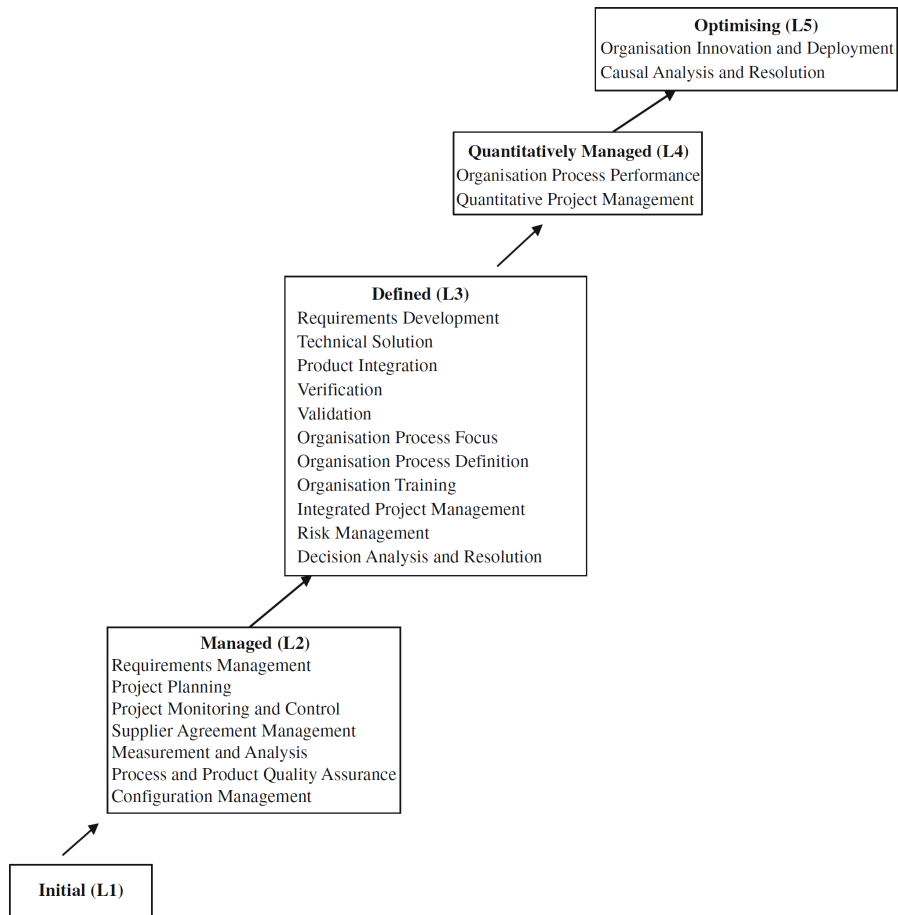 Optimising (L5)
Organisation Innovation and Deployment
Causal Analysis and Resolution
Quantitatively Managed (L4)
Organisation Process Performance
Quantitative Project Management
Defined (L3)
Requirements Development
Technical Solution
Product Integration
Verification
Validation
Organisation Process Focus
Organisation Process Definition
Organisation Training
Integrated Project Management
Risk Management
Decision Analysis and Resolution
Managed (L2)
Requirements Management
Project Planning
Project Monitoring and Control
Supplier Agreement Management
Measurement and Analysis
Process and Product Quality Assurance
Configuration Management
Initial (L1)